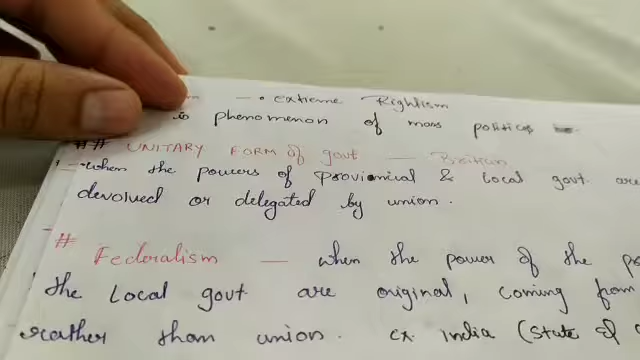 — • extreme Rightism
is phenomenon of mass politics
## UNITARY FORM of govt — Britain
— when the powers of provincial & local govt are
devolved or delegated by union.
# Federalism — when the power of the
the local govt are original, coming from
rather than union. ex. india (State of